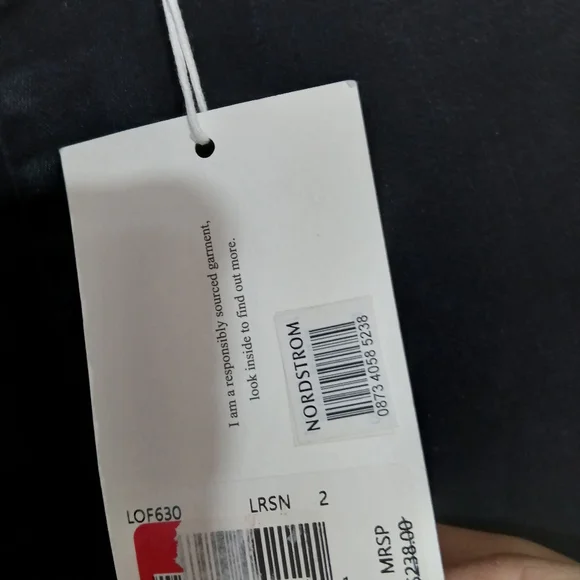 I am a responsibly sourced garment,
look inside to find out more.
NORDSTROM
0873 4058 5238
LOF630
LRSN 2
MRSP
$238.00